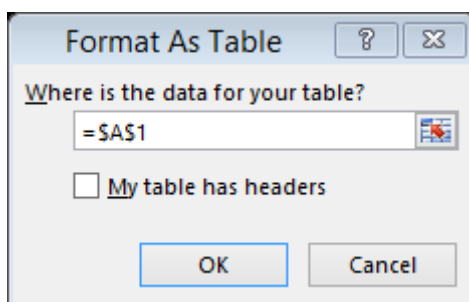 Format As Table ?
Where is the data for your table?
=$A$1
My table has headers
OK Cancel